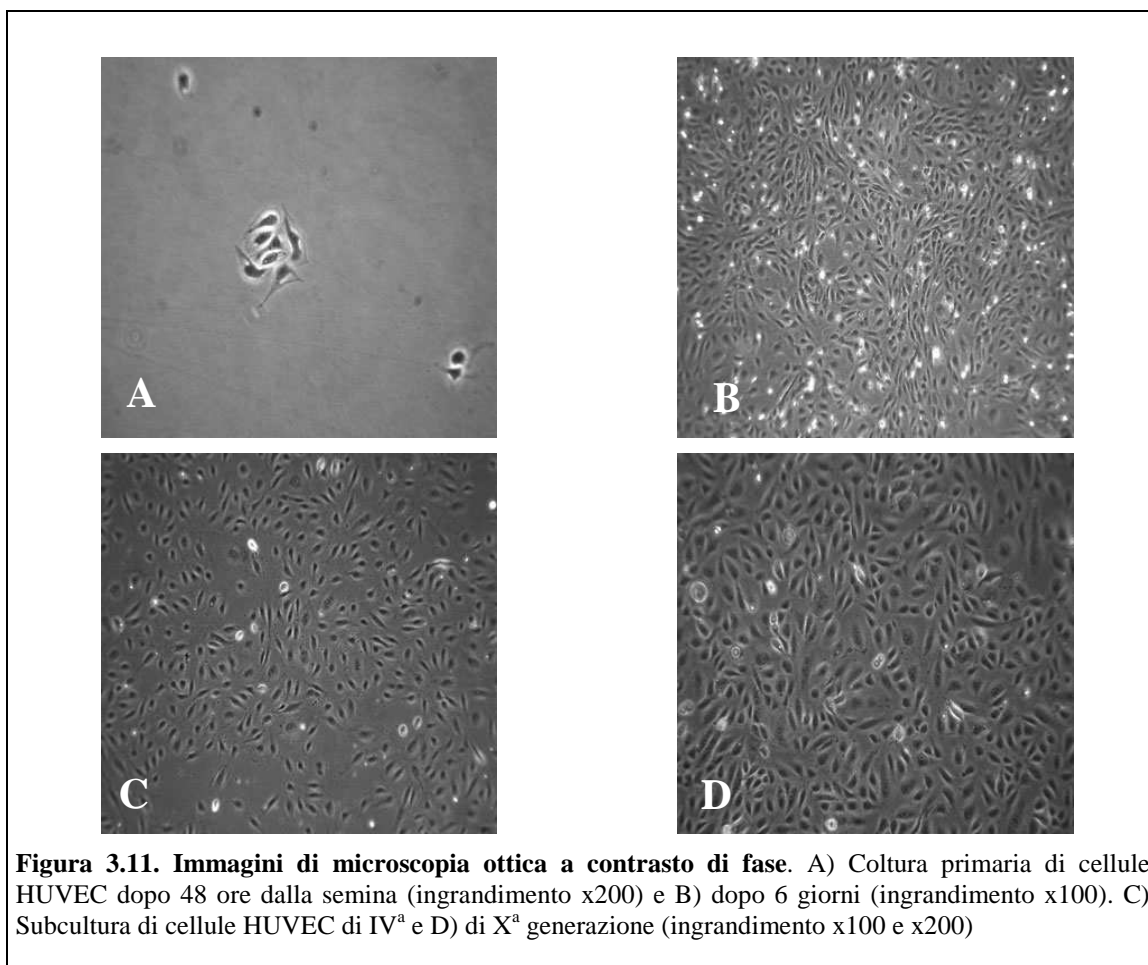 A
B
C
D
Figura 3.11. Immagini di microscopia ottica a contrasto di fase. A) Coltura primaria di cellule
HUVEC dopo 48 ore dalla semina (ingrandimento x200) e B) dopo 6 giorni (ingrandimento x100). C)
Subcultura di cellule HUVEC di IVª e D) di Xª generazione (ingrandimento x100 e x200)